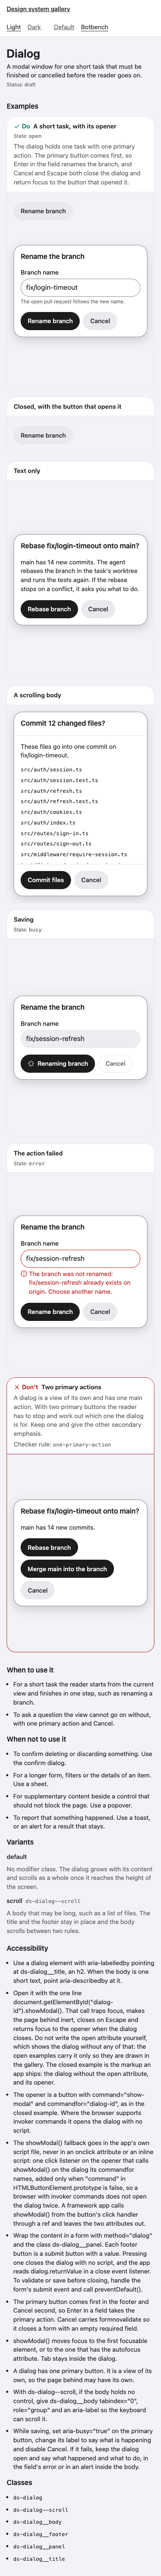 Design system gallery
Light Dark Default Botbench
Dialog
A modal window for one short task that must be
finished or cancelled before the reader goes on.
Status: draft
Examples
✓ Do A short task, with its opener
State: open
The dialog holds one task with one primary
action. The primary button comes first, so
Enter in the field renames the branch, and
Cancel and Escape both close the dialog and
return focus to the button that opened it.
Rename branch
Rename the branch
Branch name
fix/login-timeout
The open pull request follows the new name.
Rename branch Cancel
Closed, with the button that opens it
Rename branch
Text only
Rebase fix/login-timeout onto main?
main has 14 new commits. The agent
rebases the branch in the task's worktree
and runs the tests again. If the rebase
stops on a conflict, it asks you what to do.
Rebase branch Cancel
A scrolling body
Commit 12 changed files?
These files go into one commit on
fix/login-timeout.
src/auth/session.ts
src/auth/session.test.ts
src/auth/refresh.ts
src/auth/refresh.test.ts
src/auth/cookies.ts
src/auth/index.ts
src/routes/sign-in.ts
src/routes/sign-out.ts
src/middleware/require-session.ts
Commit files Cancel
Saving
State: busy
Rename the branch
Branch name
fix/session-refresh
Renaming branch Cancel
The action failed
State: error
Rename the branch
Branch name
fix/session-refresh
The branch was not renamed:
fix/session-refresh already exists on
origin. Choose another name.
Rename branch Cancel
✕ Don't Two primary actions
A dialog is a view of its own and has one main
action. With two primary buttons the reader
has to stop and work out which one the dialog
is for. Keep one and give the other secondary
emphasis.
Checker rule: one-primary-action
Rebase fix/login-timeout onto main?
main has 14 new commits.
Rebase branch
Merge main into the branch
Cancel
When to use it
• For a short task the reader starts from the current
view and finishes in one step, such as renaming a
branch.
• To ask a question the view cannot go on without,
with one primary action and Cancel.
When not to use it
• To confirm deleting or discarding something. Use
the confirm dialog.
• For a longer form, filters or the details of an item.
Use a sheet.
• For supplementary content beside a control that
should not block the page. Use a popover.
• To report that something happened. Use a toast,
or an alert for a result that stays.
Variants
default
No modifier class. The dialog grows with its content
and scrolls as a whole once it reaches the height of
the screen.
scroll ds-dialog--scroll
A body that may be long, such as a list of files. The
title and the footer stay in place and the body
scrolls between two rules.
Accessibility
• Use a dialog element with aria-labelledby pointing
at ds-dialog__title, an h2. When the body is one
short text, point aria-describedby at it.
• Open it with the one line
document.getElementById("dialog-
id").showModal(). That call traps focus, makes
the page behind inert, closes on Escape and
returns focus to the opener when the dialog
closes. Do not write the open attribute yourself,
which shows the dialog without any of that: the
open examples carry it only so they are drawn in
the gallery. The closed example is the markup an
app ships: the dialog without the open attribute,
and its opener.
• The opener is a button with command="show-
modal" and commandfor="dialog-id", as in the
closed example. Where the browser supports
invoker commands it opens the dialog with no
script.
• The showModal() fallback goes in the app's own
script file, never in an onclick attribute or an inline
script: one click listener on the opener that calls
showModal() on the dialog its commandfor
names, added only when "command" in
HTMLButtonElement.prototype is false, so a
browser with invoker commands does not open
the dialog twice. A framework app calls
showModal() from the button's click handler
through a ref and leaves the two attributes out.
• Wrap the content in a form with method="dialog"
and the class ds-dialog__panel. Each footer
button is a submit button with a value. Pressing
one closes the dialog with no script, and the app
reads dialog.returnValue in a close event listener.
To validate or save before closing, handle the
form's submit event and call preventDefault().
• The primary button comes first in the footer and
Cancel second, so Enter in a field takes the
primary action. Cancel carries formnovalidate so
it closes a form with an empty required field.
• showModal() moves focus to the first focusable
element, or to the one that has the autofocus
attribute. Tab stays inside the dialog.
• A dialog has one primary button. It is a view of its
own, so the page behind may have its own.
• With ds-dialog--scroll, if the body holds no
control, give ds-dialog__body tabindex="0",
role="group" and an aria-label so the keyboard
can scroll it.
• While saving, set aria-busy="true" on the primary
button, change its label to say what is happening
and disable Cancel. If it fails, keep the dialog
open and say what happened and what to do, in
the field's error or in an alert inside the body.
Classes
• ds-dialog
• ds-dialog--scroll
• ds-dialog__body
• ds-dialog__footer
• ds-dialog__panel
• ds-dialog__title